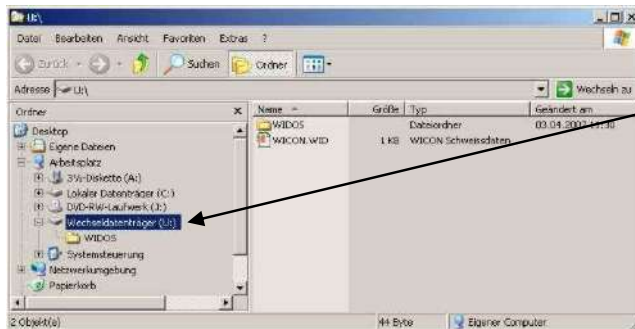 U:\
Datei Bearbeiten Ansicht Favoriten Extras ?
Zurück Suchen Ordner
Adresse U:\ Wechseln zu
Ordner x
Desktop
Eigene Dateien
Arbeitsplatz
3½-Diskette (A:)
Lokaler Datenträger (C:)
DVD-RW-Laufwerk (J:)
Wechseldatenträger (U:)
WIDOS
Systemsteuerung
Netzwerkumgebung
Papierkorb
Name Größe Typ Geändert am
WIDOS Dateiordner 03.04.2007
WICON.WID 1 KB WICON Schweissdaten
2 Objekt(e) 44 Byte Eigener Computer